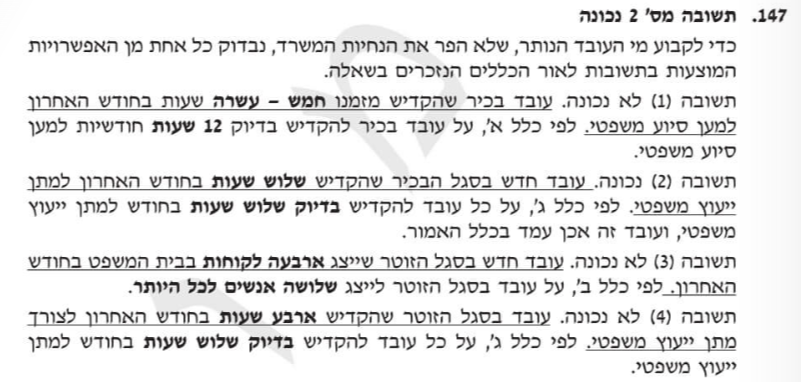 147. תשובה מס' 2 נכונה
כדי לקבוע מי העובד הנותר, שלא הפר את הנחיות המשרד, נבדוק כל אחת מן האפשרויות
המוצעות בתשובות לאור הכללים הנזכרים בשאלה.
תשובה (1) לא נכונה. עובד בכיר שהקדיש מזמנו חמש – עשרה שעות בחודש האחרון
למען סיוע משפטי. לפי כלל א', על עובד בכיר להקדיש בדיוק 12 שעות חודשיות למען
סיוע משפטי.
תשובה (2) נכונה. עובד חדש בסגל הבכיר שהקדיש שלוש שעות בחודש האחרון למתן
ייעוץ משפטי. לפי כלל ג', על כל עובד להקדיש בדיוק שלוש שעות בחודש למתן ייעוץ
משפטי, ועובד זה אכן עמד בכלל האמור.
תשובה (3) לא נכונה. עובד חדש בסגל הזוטר שייצג ארבעה לקוחות בבית המשפט בחודש
האחרון. לפי כלל ב', על עובד בסגל הזוטר לייצג שלושה אנשים לכל היותר.
תשובה (4) לא נכונה. עובד בסגל הזוטר שהקדיש ארבע שעות בחודש האחרון לצורך
מתן ייעוץ משפטי. לפי כלל ג', על כל עובד להקדיש בדיוק שלוש שעות בחודש למתן
ייעוץ משפטי.